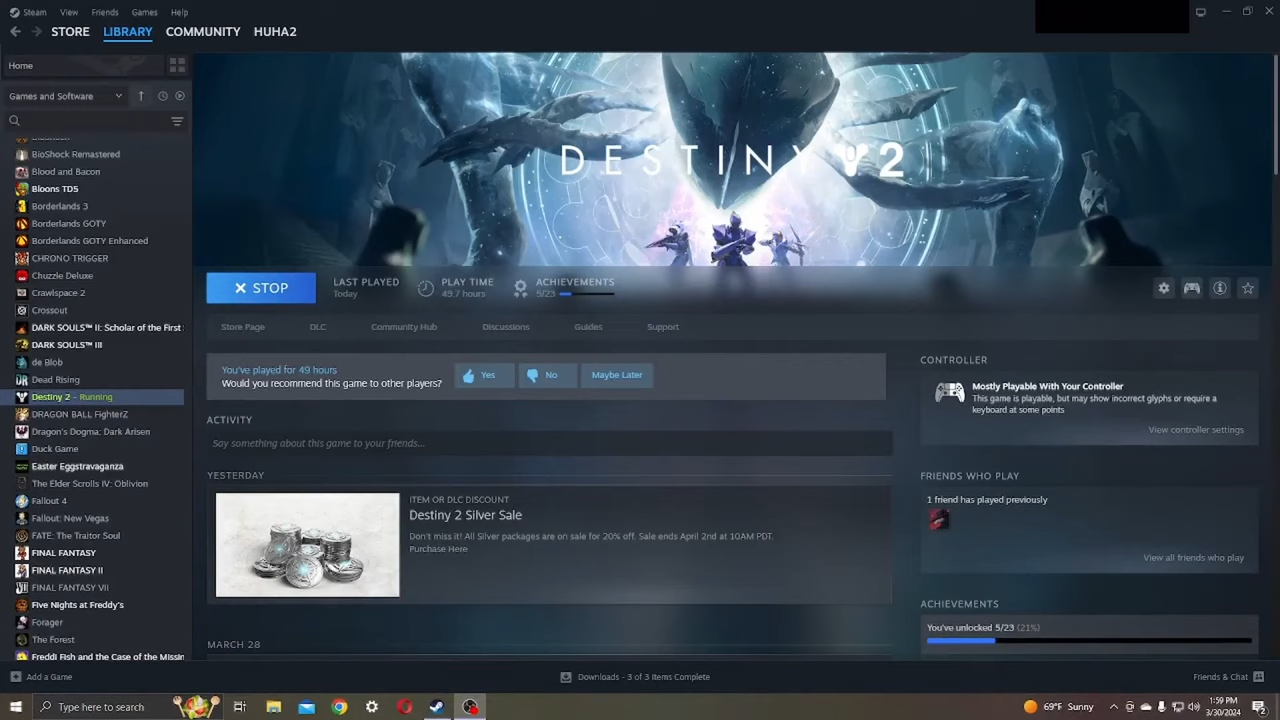 Steam View Friends Games Help
STORE LIBRARY COMMUNITY HUHA2
Home
Games and Software
BioShock Remastered
Blood and Bacon
Bloons TD5
Borderlands 3
Borderlands GOTY
Borderlands GOTY Enhanced
CHRONO TRIGGER
Chuzzle Deluxe
Crawlspace 2
Crossout
DARK SOULS™ II: Scholar of the First
DARK SOULS™ III
de Blob
Dead Rising
Destiny 2 - Running
DRAGON BALL FighterZ
Dragon's Dogma: Dark Arisen
Duck Game
Easter Eggstravaganza
The Elder Scrolls IV: Oblivion
Fallout 4
Fallout: New Vegas
FATE: The Traitor Soul
FINAL FANTASY
FINAL FANTASY II
FINAL FANTASY VII
Five Nights at Freddy's
Forager
The Forest
Freddi Fish and the Case of the Missin
DESTINY 2
STOP
LAST PLAYED
Today
PLAY TIME
49.7 hours
ACHIEVEMENTS
5/23
Store Page DLC Community Hub Discussions Guides Support
You've played for 49 hours
Would you recommend this game to other players?
Yes No Maybe Later
ACTIVITY
Say something about this game to your friends...
YESTERDAY
ITEM OR DLC DISCOUNT
Destiny 2 Silver Sale
Don't miss it! All Silver packages are on sale for 20% off. Sale ends April 2nd at 10AM PDT.
Purchase Here
MARCH 28
CONTROLLER
Mostly Playable With Your Controller
This game is playable, but may show incorrect glyphs or require a
keyboard at some points
View controller settings
FRIENDS WHO PLAY
1 friend has played previously
View all friends who play
ACHIEVEMENTS
You've unlocked 5/23 (21%)
Add a Game
Downloads - 3 of 3 Items Complete
Friends & Chat
Type here to search
69°F Sunny
1:59 PM
3/30/2024
2